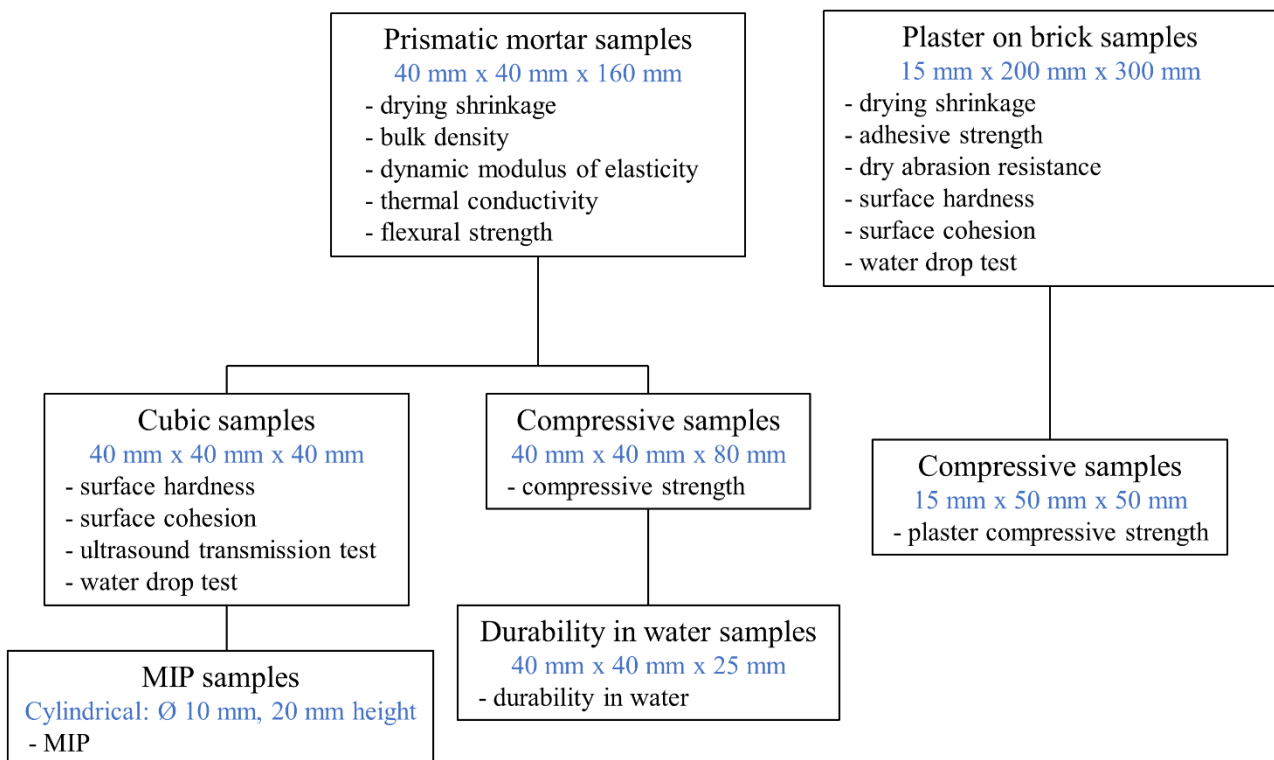 Prismatic mortar samples
40 mm x 40 mm x 160 mm
- drying shrinkage
- bulk density
- dynamic modulus of elasticity
- thermal conductivity
- flexural strength
Plaster on brick samples
15 mm x 200 mm x 300 mm
- drying shrinkage
- adhesive strength
- dry abrasion resistance
- surface hardness
- surface cohesion
- water drop test
Cubic samples
40 mm x 40 mm x 40 mm
- surface hardness
- surface cohesion
- ultrasound transmission test
- water drop test
Compressive samples
40 mm x 40 mm x 80 mm
- compressive strength
Compressive samples
15 mm x 50 mm x 50 mm
- plaster compressive strength
MIP samples
Cylindrical: Ø 10 mm, 20 mm height
- MIP
Durability in water samples
40 mm x 40 mm x 25 mm
- durability in water